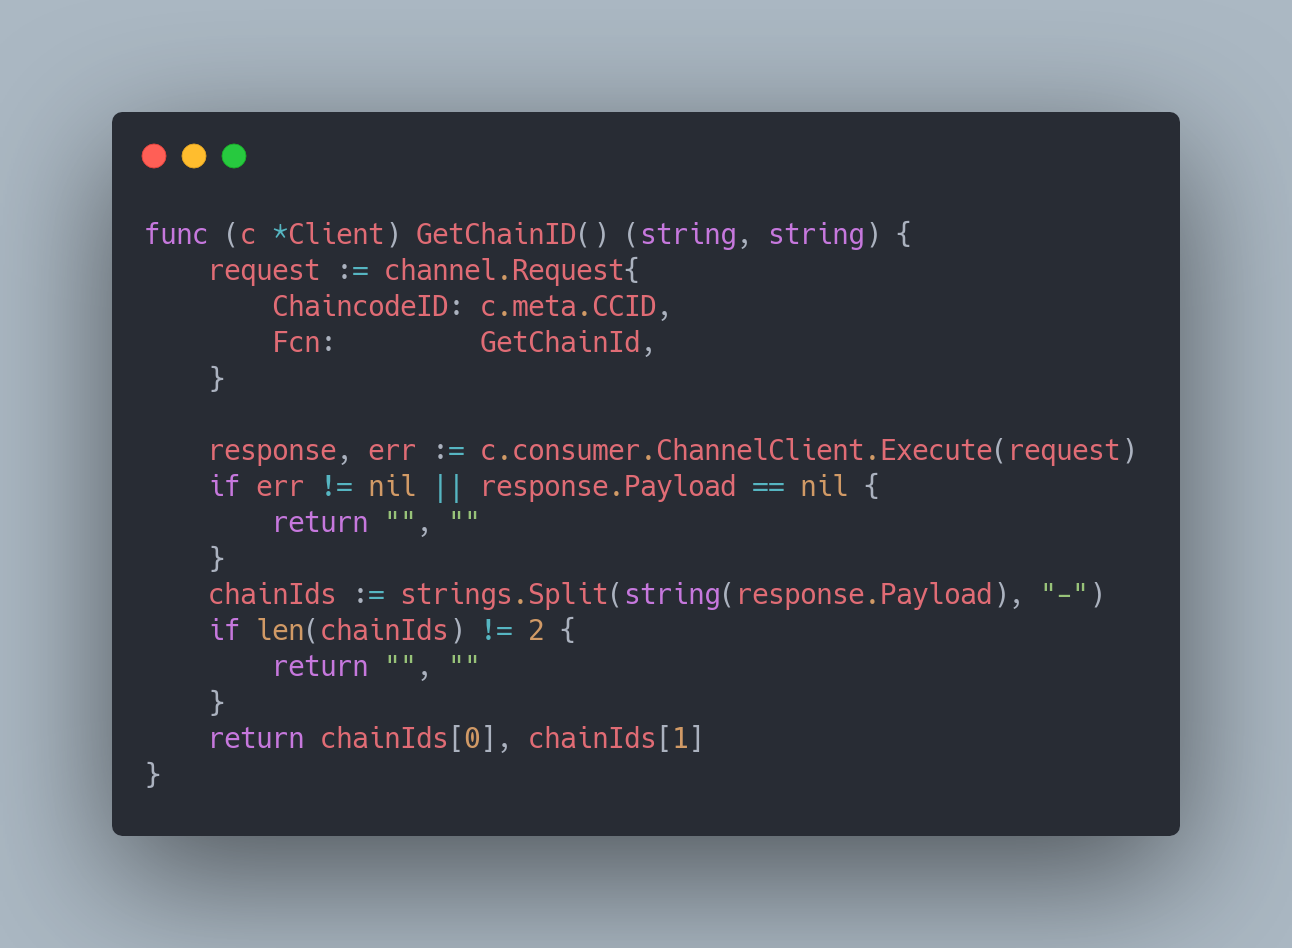 func (c *Client) GetChainID() (string, string) {
    request := channel.Request{
        ChaincodeID: c.meta.CCID,
        Fcn:         GetChainId,
    }

    response, err := c.consumer.ChannelClient.Execute(request)
    if err != nil || response.Payload == nil {
        return "", ""
    }
    chainIds := strings.Split(string(response.Payload), "-")
    if len(chainIds) != 2 {
        return "", ""
    }
    return chainIds[0], chainIds[1]
}